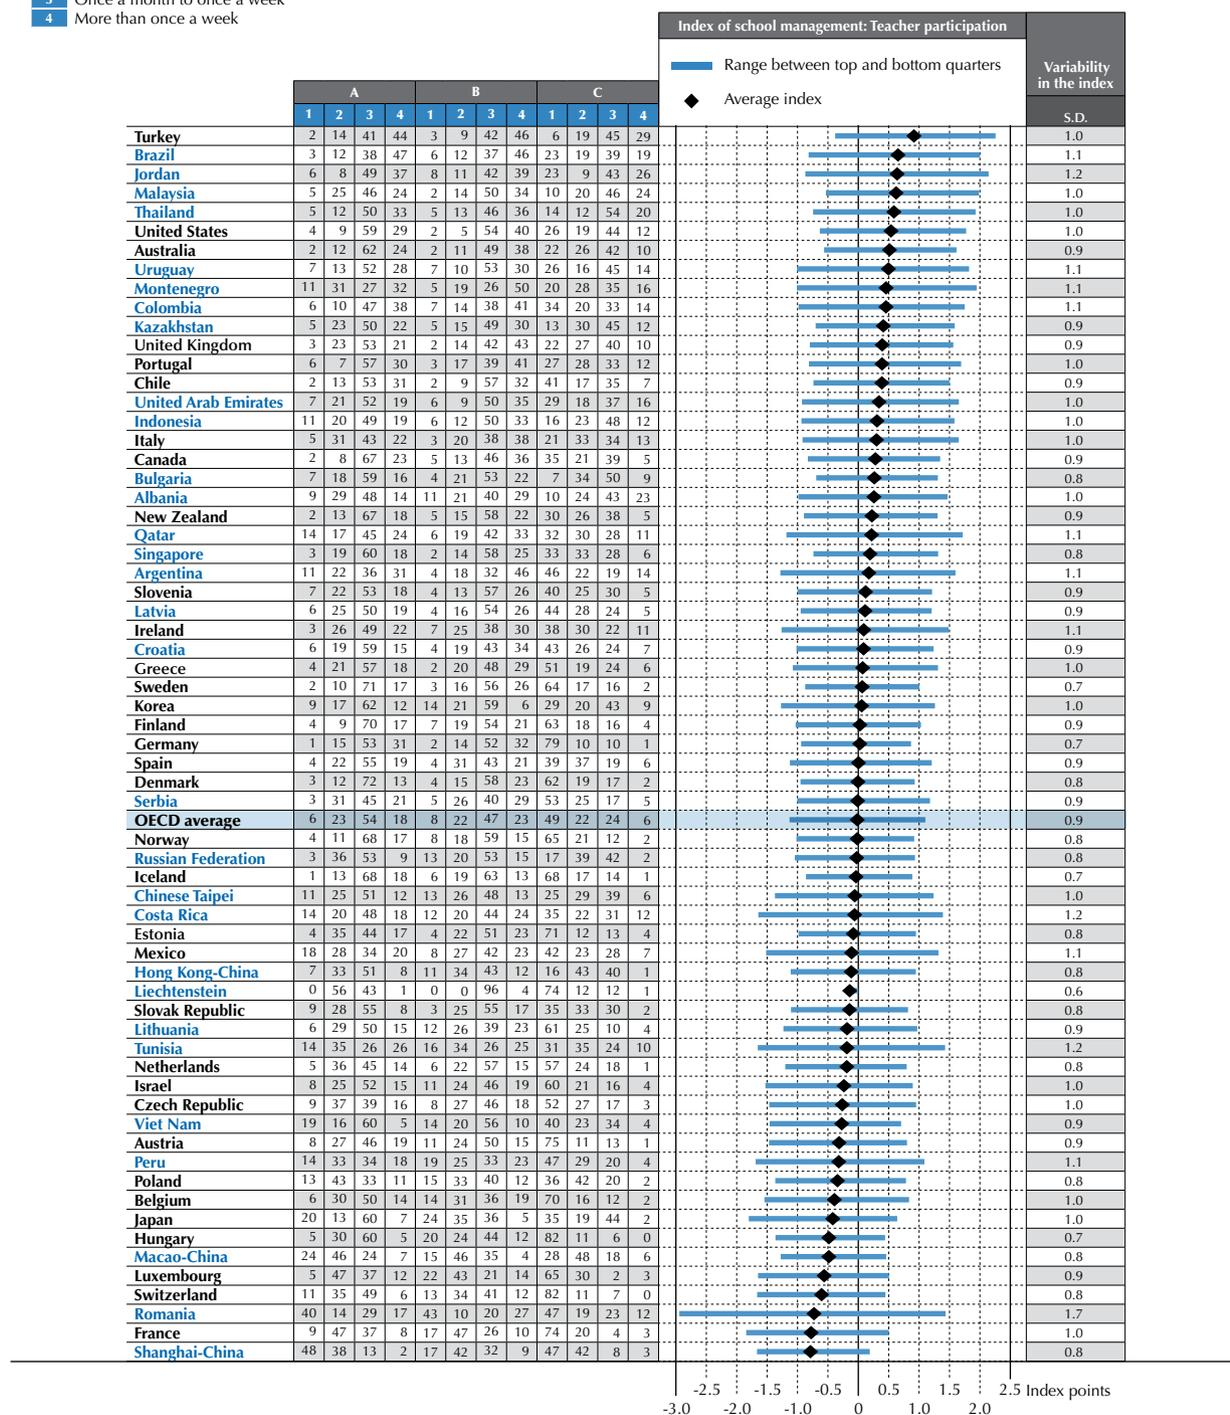 3 Once a month to once a week
4 More than once a week
Index of school management: Teacher participation
Range between top and bottom quarters
Average index
Variability
in the index
S.D.
A B C
1 2 3 4 1 2 3 4 1 2 3 4
Turkey 2 14 41 44 3 9 42 46 6 19 45 29 1.0
Brazil 3 12 38 47 6 12 37 46 23 19 39 19 1.1
Jordan 6 8 49 37 8 11 42 39 23 9 43 26 1.2
Malaysia 5 25 46 24 2 14 50 34 10 20 46 24 1.0
Thailand 5 12 50 33 5 13 46 36 14 12 54 20 1.0
United States 4 9 59 29 2 5 54 40 26 19 44 12 1.0
Australia 2 12 62 24 2 11 49 38 22 26 42 10 0.9
Uruguay 7 13 52 28 7 10 53 30 26 16 45 14 1.1
Montenegro 11 31 27 32 5 19 26 50 20 28 35 16 1.1
Colombia 6 10 47 38 7 14 38 41 34 20 33 14 1.1
Kazakhstan 5 23 50 22 5 15 49 30 13 30 45 12 0.9
United Kingdom 3 23 53 21 2 14 42 43 22 27 40 10 0.9
Portugal 6 7 57 30 3 17 39 41 27 28 33 12 1.0
Chile 2 13 53 31 2 9 57 32 41 17 35 7 0.9
United Arab Emirates 7 21 52 19 6 9 50 35 29 18 37 16 1.0
Indonesia 11 20 49 19 6 12 50 33 16 23 48 12 1.0
Italy 5 31 43 22 3 20 38 38 21 33 34 13 1.0
Canada 2 8 67 23 5 13 46 36 35 21 39 5 0.9
Bulgaria 7 18 59 16 4 21 53 22 7 34 50 9 0.8
Albania 9 29 48 14 11 21 40 29 10 24 43 23 1.0
New Zealand 2 13 67 18 5 15 58 22 30 26 38 5 0.9
Qatar 14 17 45 24 6 19 42 33 32 30 28 11 1.1
Singapore 3 19 60 18 2 14 58 25 33 33 28 6 0.8
Argentina 11 22 36 31 4 18 32 46 46 22 19 14 1.1
Slovenia 7 22 53 18 4 13 57 26 40 25 30 5 0.9
Latvia 6 25 50 19 4 16 54 26 44 28 24 5 0.9
Ireland 3 26 49 22 7 25 38 30 38 30 22 11 1.1
Croatia 6 19 59 15 4 19 43 34 43 26 24 7 0.9
Greece 4 21 57 18 2 20 48 29 51 19 24 6 1.0
Sweden 2 10 71 17 3 16 56 26 64 17 16 2 0.7
Korea 9 17 62 12 14 21 59 6 29 20 43 9 1.0
Finland 4 9 70 17 7 19 54 21 63 18 16 4 0.9
Germany 1 15 53 31 2 14 52 32 79 10 10 1 0.7
Spain 4 22 55 19 4 31 43 21 39 37 19 6 0.9
Denmark 3 12 72 13 4 15 58 23 62 19 17 2 0.8
Serbia 3 31 45 21 5 26 40 29 53 25 17 5 0.9
OECD average 6 23 54 18 8 22 47 23 49 22 24 6 0.9
Norway 4 11 68 17 8 18 59 15 65 21 12 2 0.8
Russian Federation 3 36 53 9 13 20 53 15 17 39 42 2 0.8
Iceland 1 13 68 18 6 19 63 13 68 17 14 1 0.7
Chinese Taipei 11 25 51 12 13 26 48 13 25 29 39 6 1.0
Costa Rica 14 20 48 18 12 20 44 24 35 22 31 12 1.2
Estonia 4 35 44 17 4 22 51 23 71 12 13 4 0.8
Mexico 18 28 34 20 8 27 42 23 42 23 28 7 1.1
Hong Kong-China 7 33 51 8 11 34 43 12 16 43 40 1 0.8
Liechtenstein 0 56 43 1 0 0 96 4 74 12 12 1 0.6
Slovak Republic 9 28 55 8 3 25 55 17 35 33 30 2 0.8
Lithuania 6 29 50 15 12 26 39 23 61 25 10 4 0.9
Tunisia 14 35 26 26 16 34 26 25 31 35 24 10 1.2
Netherlands 5 36 45 14 6 22 57 15 57 24 18 1 0.8
Israel 8 25 52 15 11 24 46 19 60 21 16 4 1.0
Czech Republic 9 37 39 16 8 27 46 18 52 27 17 3 1.0
Viet Nam 19 16 60 5 14 20 56 10 40 23 34 4 0.9
Austria 8 27 46 19 11 24 50 15 75 11 13 1 0.9
Peru 14 33 34 18 19 25 33 23 47 29 20 4 1.1
Poland 13 43 33 11 15 33 40 12 36 42 20 2 0.8
Belgium 6 30 50 14 14 31 36 19 70 16 12 2 1.0
Japan 20 13 60 7 24 35 36 5 35 19 44 2 1.0
Hungary 5 30 60 5 20 24 44 12 82 11 6 0 0.7
Macao-China 24 46 24 7 15 46 35 4 28 48 18 6 0.8
Luxembourg 5 47 37 12 22 43 21 14 65 30 2 3 0.9
Switzerland 11 35 49 6 13 34 41 12 82 11 7 0 0.8
Romania 40 14 29 17 43 10 20 27 47 19 23 12 1.7
France 9 47 37 8 17 47 26 10 74 20 4 3 1.0
Shanghai-China 48 38 13 2 17 42 32 9 47 42 8 3 0.8
-2.5 -1.5 -0.5 0.5 1.5 2.5 Index points
-3.0 -2.0 -1.0 0 1.0 2.0